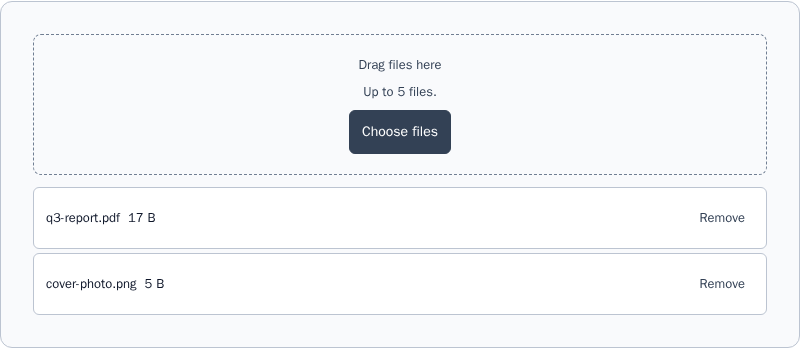 Drag files here
Up to 5 files.
Choose files
q3-report.pdf 17 B Remove
cover-photo.png 5 B Remove